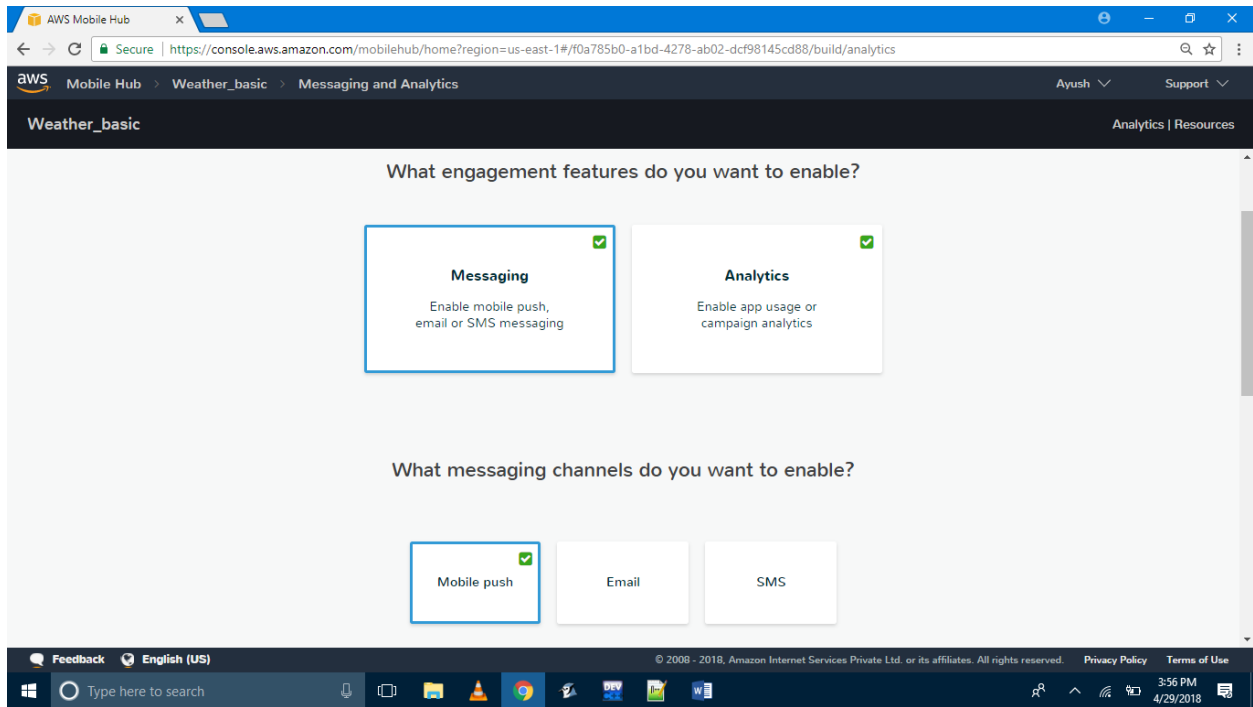 AWS Mobile Hub
Secure https://console.aws.amazon.com/mobilehub/home?region=us-east-1#/f0a785b0-a1bd-4278-ab02-dcf98145cd88/build/analytics
aws Mobile Hub > Weather_basic > Messaging and Analytics Ayush Support
Weather_basic Analytics | Resources
What engagement features do you want to enable?
Messaging
Enable mobile push,
email or SMS messaging
Analytics
Enable app usage or
campaign analytics
What messaging channels do you want to enable?
Mobile push Email SMS
Feedback English (US) © 2008 - 2018, Amazon Internet Services Private Ltd. or its affiliates. All rights reserved. Privacy Policy Terms of Use
Type here to search DEV W 3:56 PM
4/29/2018